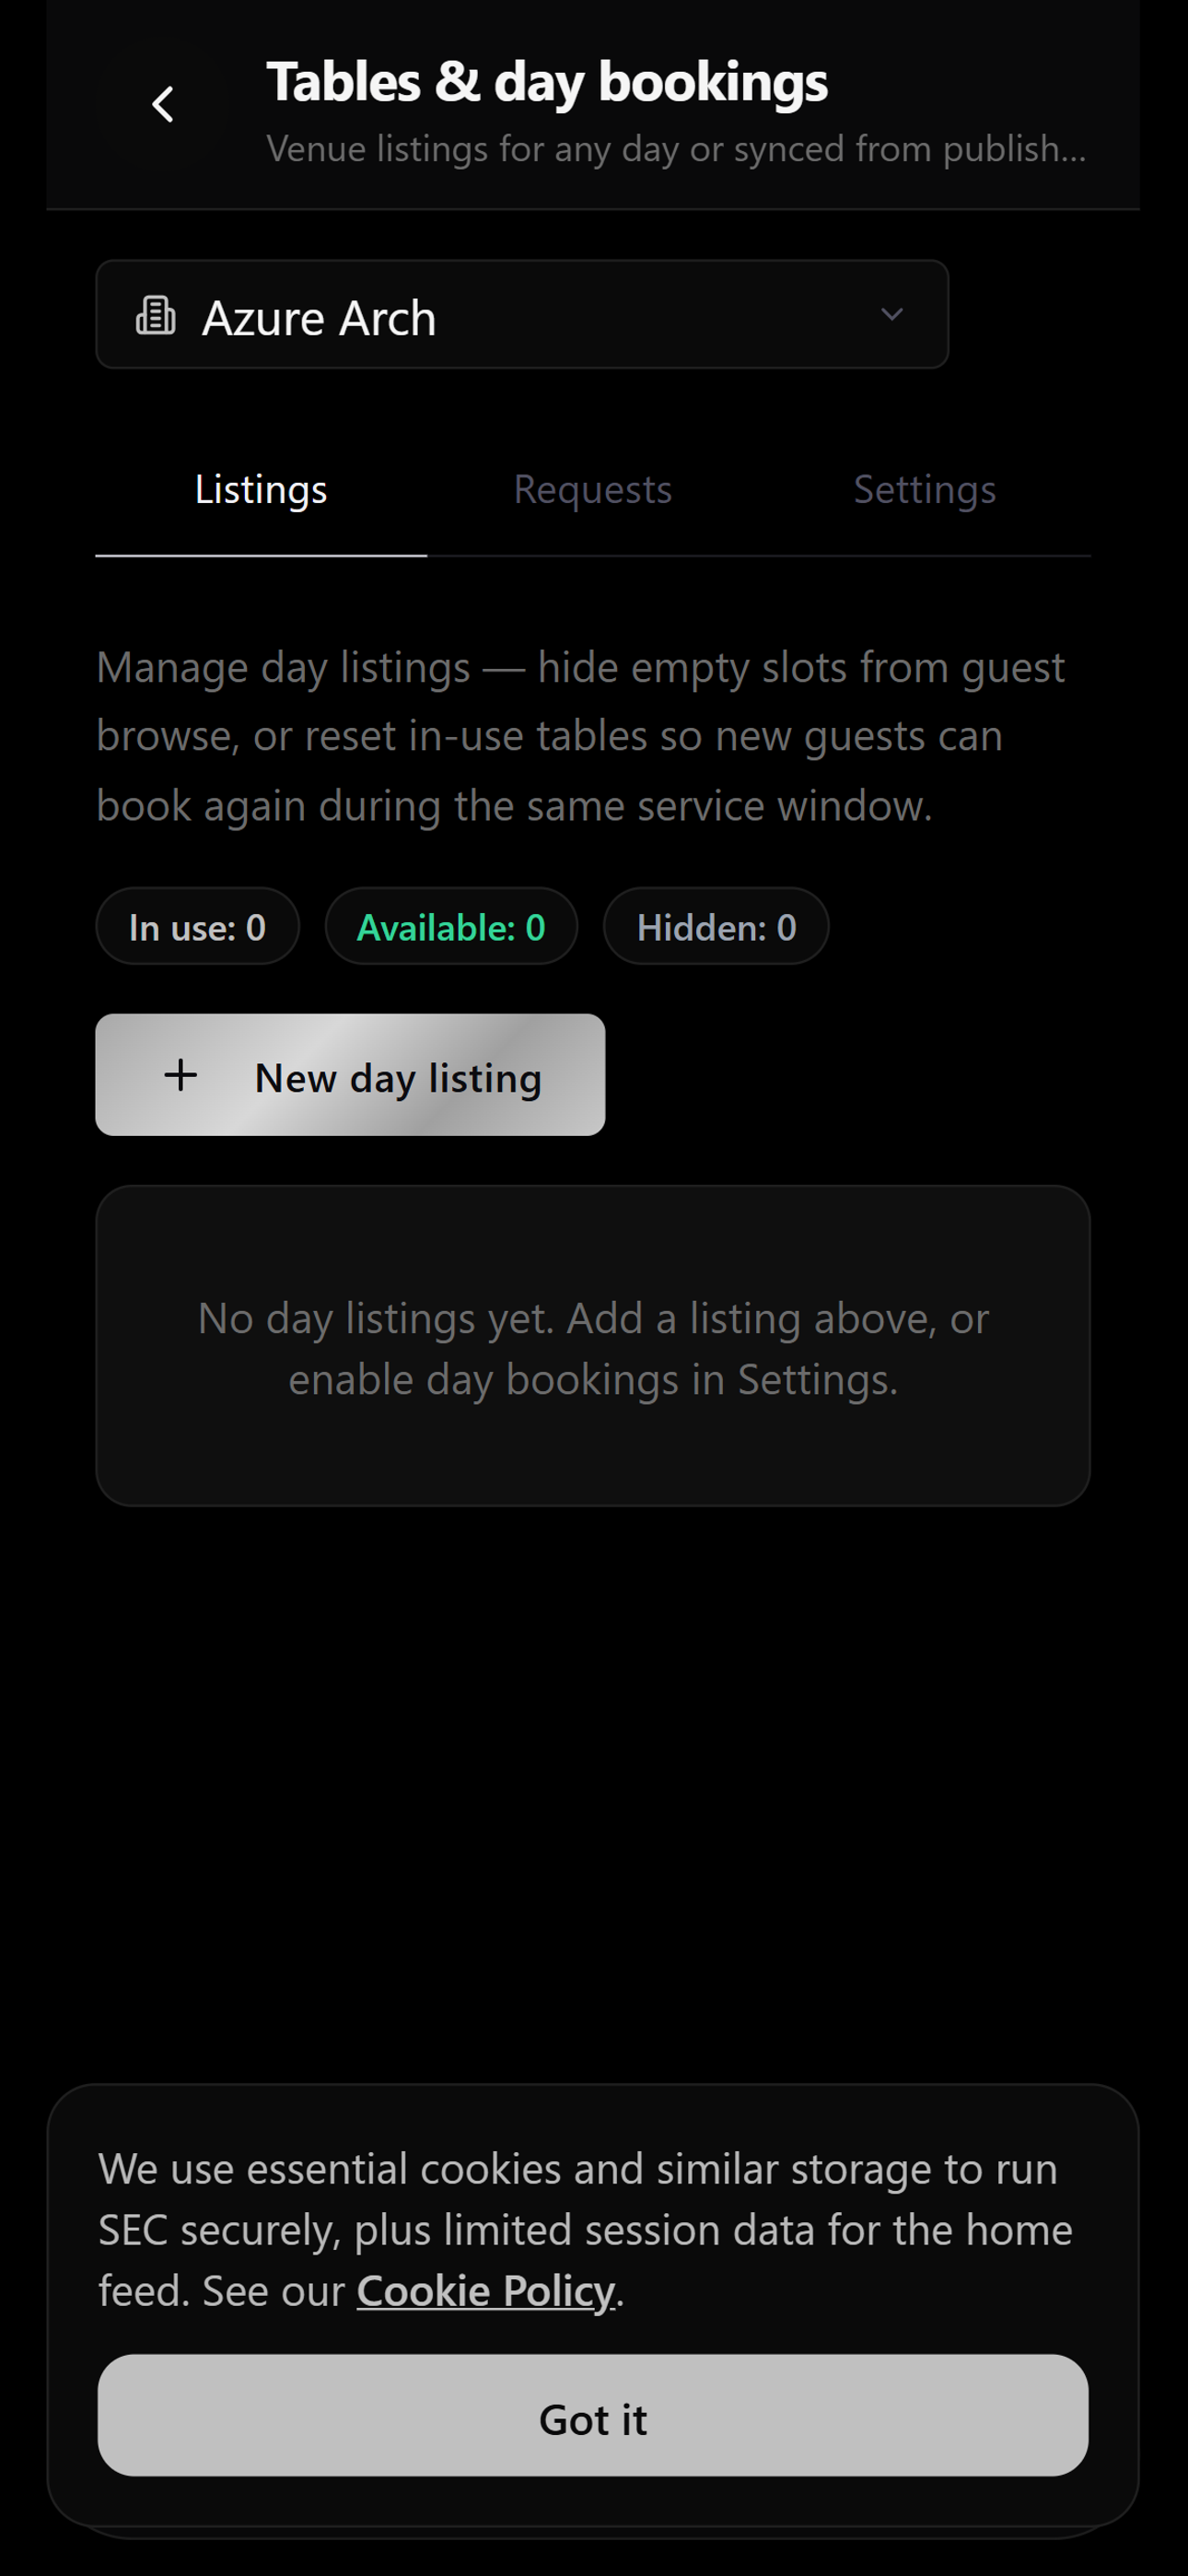 Tables & day bookings
Venue listings for any day or synced from publish...
Azure Arch
Listings
Requests
Settings
Manage day listings — hide empty slots from guest
browse, or reset in-use tables so new guests can
book again during the same service window.
In use: 0
Available: 0
Hidden: 0
New day listing
No day listings yet. Add a listing above, or
enable day bookings in Settings.
We use essential cookies and similar storage to run
SEC securely, plus limited session data for the home
feed. See our Cookie Policy.
Got it